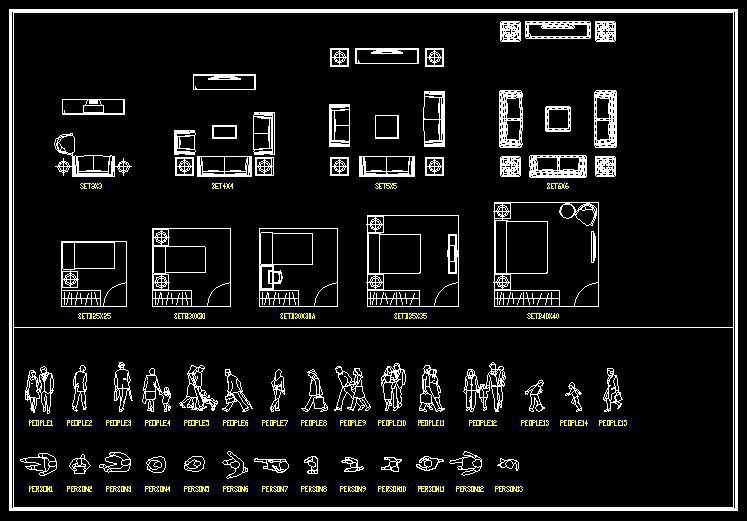 SET3X3 SET4X4 SET5X5 SET6X6
SETB25X25 SETB30X30 SETB30X30A SETB35X35 SETB40X40
PEOPLE1 PEOPLE2 PEOPLE3 PEOPLE4 PEOPLE5 PEOPLE6 PEOPLE7 PEOPLE8 PEOPLE9 PEOPLE10 PEOPLE11 PEOPLE12 PEOPLE13 PEOPLE14 PEOPLE15
PERSON1 PERSON2 PERSON3 PERSON4 PERSON5 PERSON6 PERSON7 PERSON8 PERSON9 PERSON10 PERSON11 PERSON12 PERSON13